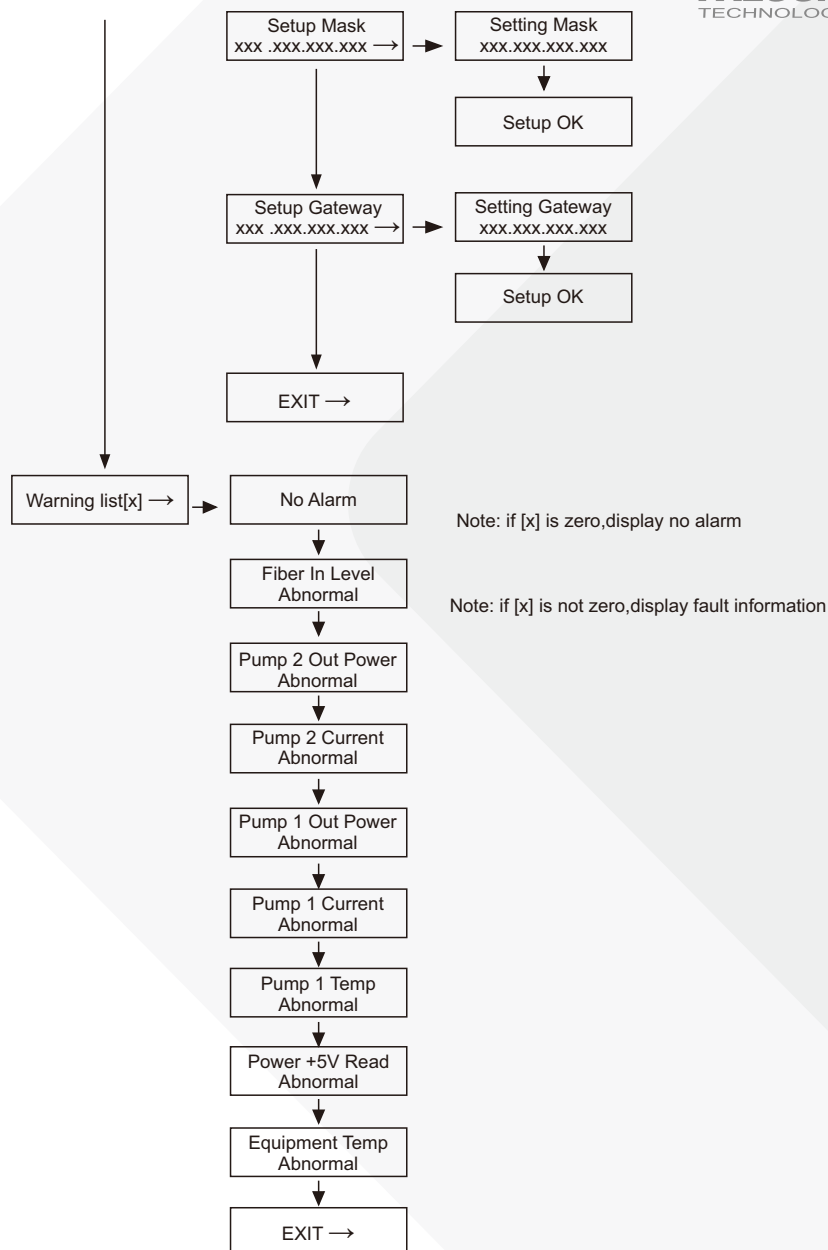 TECHNOLOG
Setup Mask
xxx .xxx.xxx.xxx →
Setting Mask
xxx.xxx.xxx.xxx
Setup OK
Setup Gateway
xxx .xxx.xxx.xxx →
Setting Gateway
xxx.xxx.xxx.xxx
Setup OK
EXIT →
Warning list[x] →
No Alarm
Note: if [x] is zero,display no alarm
Fiber In Level
Abnormal
Note: if [x] is not zero,display fault information
Pump 2 Out Power
Abnormal
Pump 2 Current
Abnormal
Pump 1 Out Power
Abnormal
Pump 1 Current
Abnormal
Pump 1 Temp
Abnormal
Power +5V Read
Abnormal
Equipment Temp
Abnormal
EXIT →